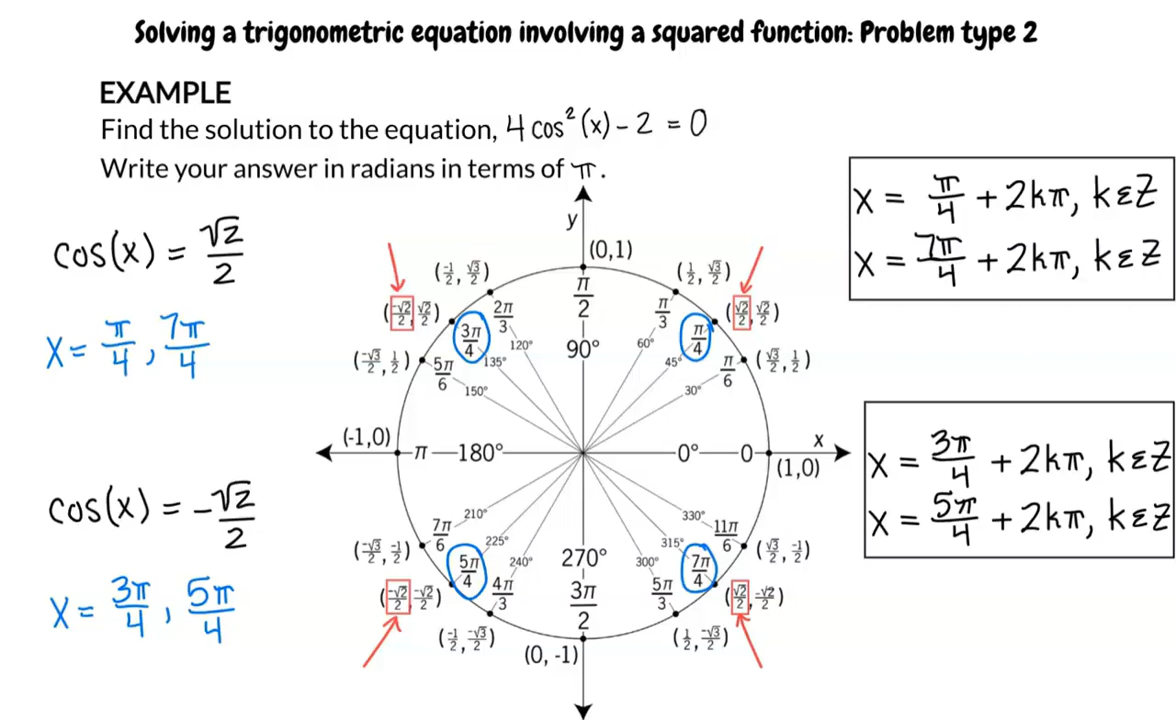 Solving a trigonometric equation involving a squared function: Problem type 2
EXAMPLE
Find the solution to the equation, 4 cos² (x) - 2 = 0
Write your answer in radians in terms of π.
cos(x) = √2/2
x = π/4, 7π/4
cos(x) = -√2/2
x = 3π/4, 5π/4
y
(0,1)
(-1/2, √3/2)
(1/2, √3/2)
(-√2/2, √2/2)
2π/3
π/2
π/3
(√2/2, √2/2)
3π/4
120°
90°
60°
π/4
(-√3/2, 1/2)
5π/6
135°
45°
π/6
(√3/2, 1/2)
150°
30°
(-1,0)
π
180°
0°
0
x
(1,0)
210°
330°
(-√3/2, -1/2)
7π/6
225°
315°
11π/6
(√3/2, -1/2)
5π/4
240°
270°
300°
7π/4
(-√2/2, -√2/2)
4π/3
3π/2
5π/3
(√2/2, -√2/2)
(-1/2, -√3/2)
(1/2, -√3/2)
(0, -1)
x = π/4 + 2kπ, kεZ
x = 7π/4 + 2kπ, kεZ
x = 3π/4 + 2kπ, kεZ
x = 5π/4 + 2kπ, kεZ